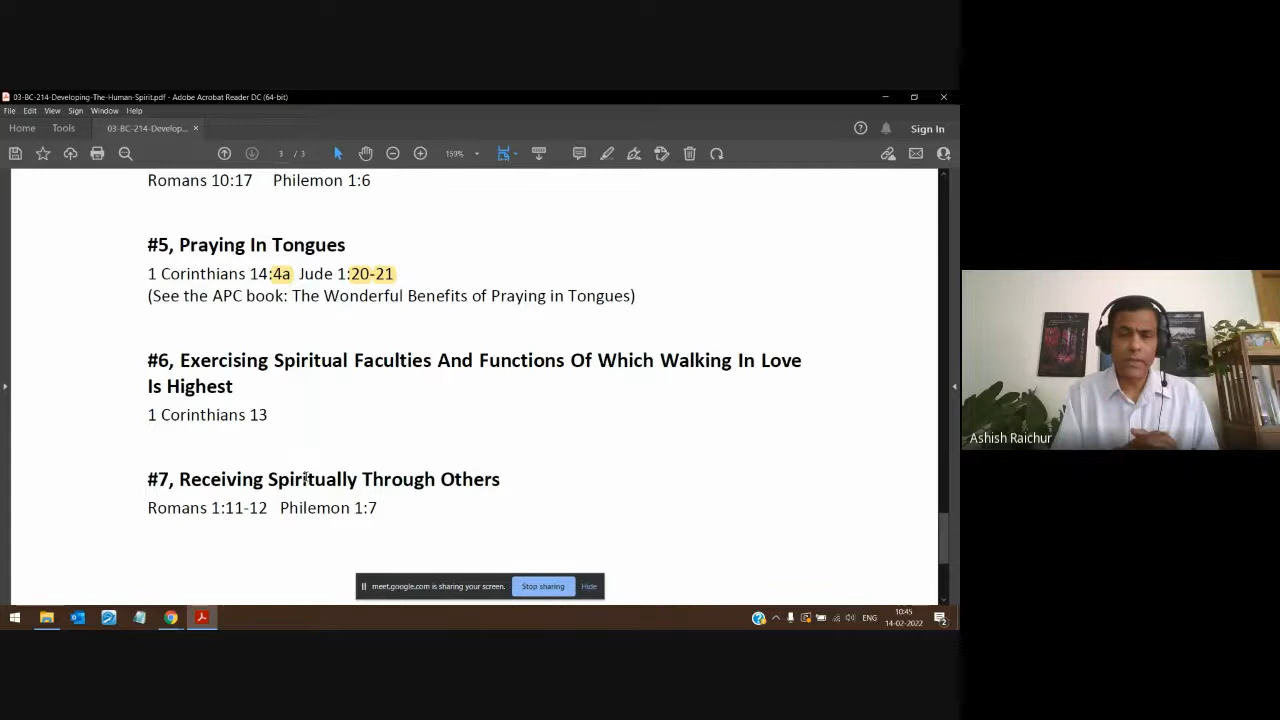 03-BC-214-Developing-The-Human-Spirit.pdf - Adobe Acrobat Reader DC (64-bit)
File Edit View Sign Window Help
Home Tools 03-BC-214-Develop... × Sign In
3 / 3 159%
Romans 10:17 Philemon 1:6
#5, Praying In Tongues
1 Corinthians 14:4a Jude 1:20-21
(See the APC book: The Wonderful Benefits of Praying in Tongues)
#6, Exercising Spiritual Faculties And Functions Of Which Walking In Love
Is Highest
1 Corinthians 13
#7, Receiving Spiritually Through Others
Romans 1:11-12 Philemon 1:7
meet.google.com is sharing your screen. Stop sharing Hide
ENG
10:45
14-02-2022
2
Ashish Raichur